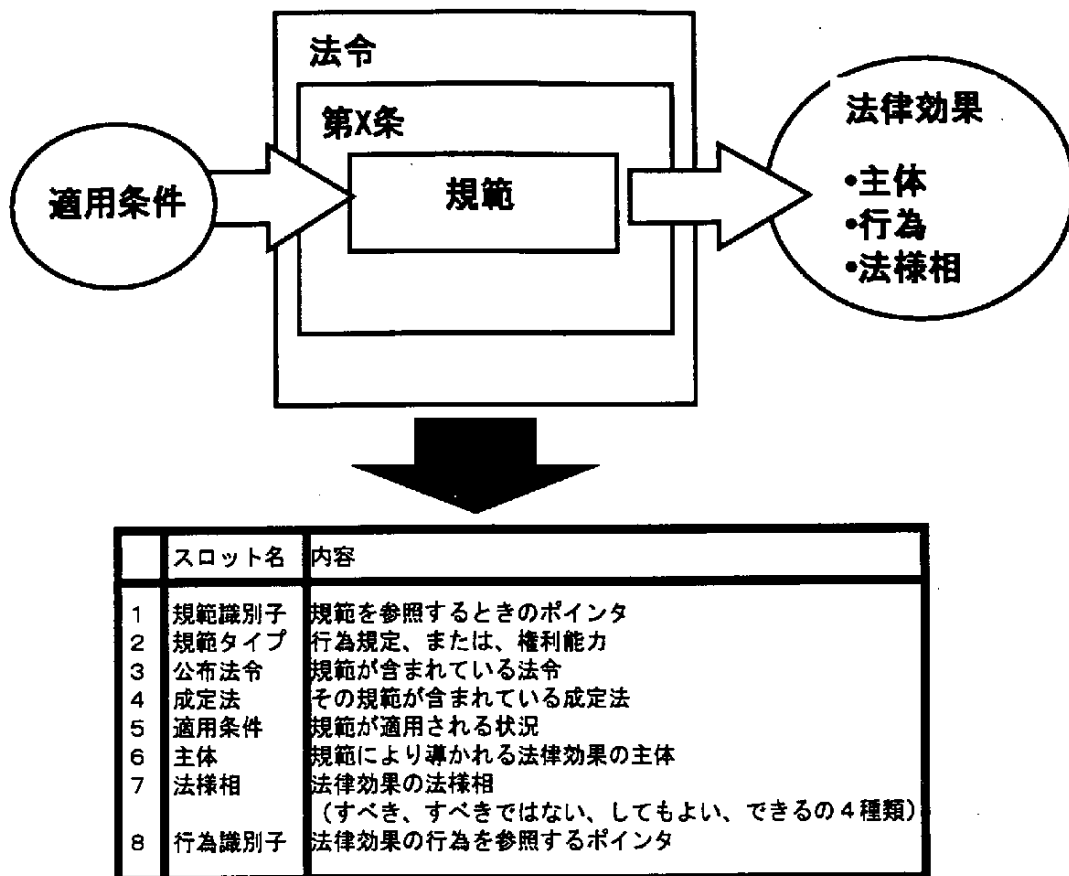 法令
第X条
適用条件
規範
法律効果
•主体
•行為
•法様相
スロット名 内容
1 規範識別子 規範を参照するときのポインタ
2 規範タイプ 行為規定、または、権利能力
3 公布法令 規範が含まれている法令
4 成定法 その規範が含まれている成定法
5 適用条件 規範が適用される状況
6 主体 規範により導かれる法律効果の主体
7 法様相 法律効果の法様相
（すべき、すべきではない、してもよい、できるの４種類）
8 行為識別子 法律効果の行為を参照するポインタ